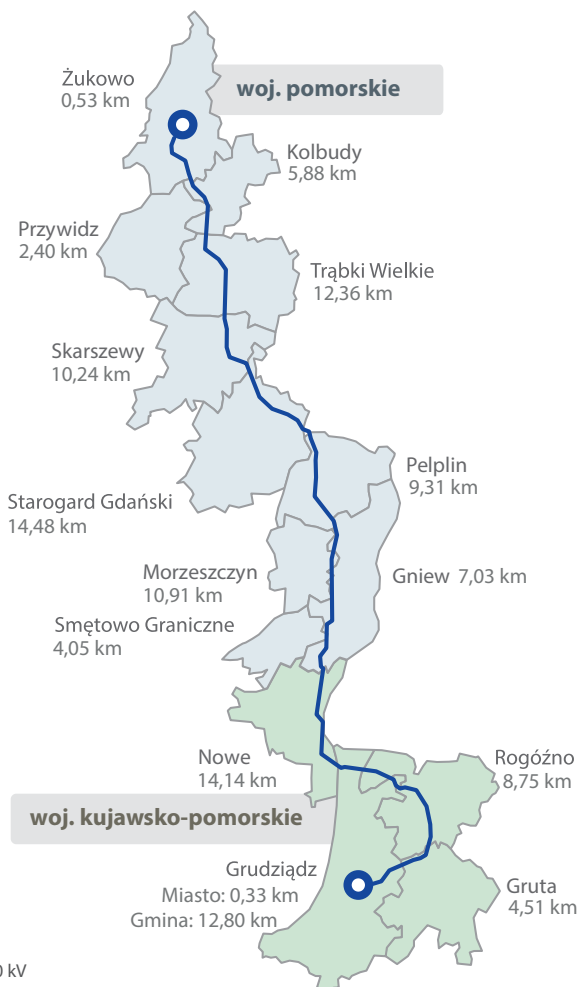 Żukowo
0,53 km
woj. pomorskie
Kolbudy
5,88 km
Przywidz
2,40 km
Trąbki Wielkie
12,36 km
Skarszewy
10,24 km
Pelplin
9,31 km
Starogard Gdański
14,48 km
Morzeszczyn
10,91 km
Gniew 7,03 km
Smętowo Graniczne
4,05 km
Nowe
14,14 km
Rogóźno
8,75 km
woj. kujawsko-pomorskie
Grudziądz
Miasto: 0,33 km
Gmina: 12,80 km
Gruta
4,51 km
kV